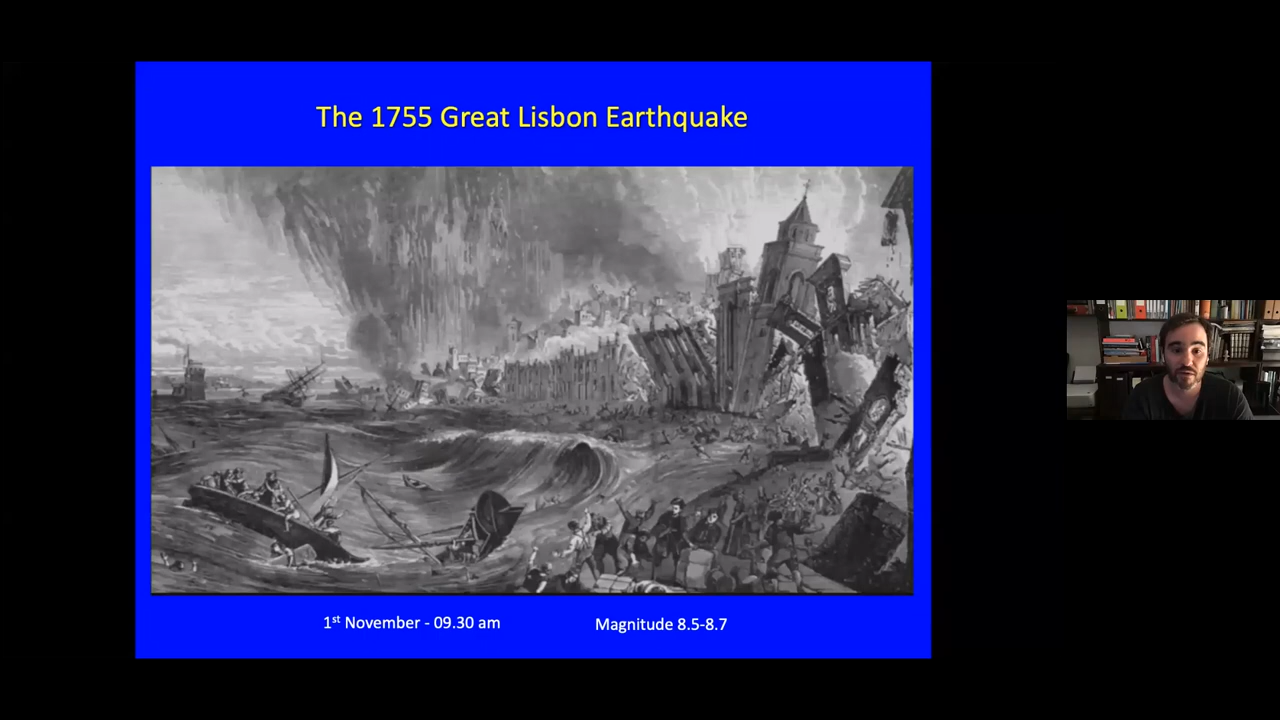 The 1755 Great Lisbon Earthquake
1st November - 09.30 am
Magnitude 8.5-8.7